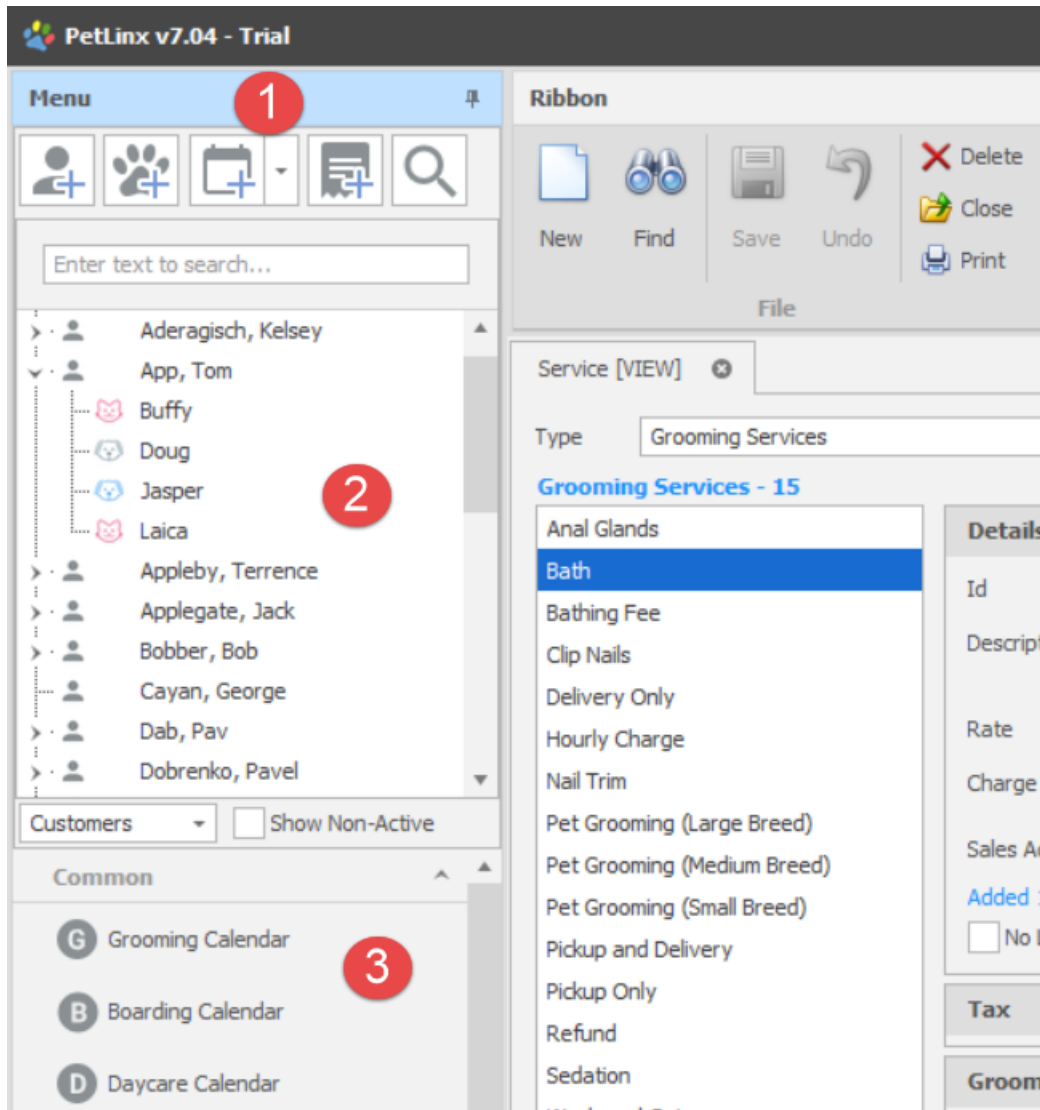 PetLinx v7.04 - Trial
Menu
1
Enter text to search...
Aderagisch, Kelsey
App, Tom
Buffy
Doug
Jasper
Laica
2
Appleby, Terrence
Applegate, Jack
Bobber, Bob
Cayan, George
Dab, Pav
Dobrenko, Pavel
Customers
Show Non-Active
Common
G Grooming Calendar
3
B Boarding Calendar
D Daycare Calendar
Ribbon
New
Find
Save
Undo
Delete
Close
Print
File
Service [VIEW]
Type Grooming Services
Grooming Services - 15
Anal Glands
Bath
Bathing Fee
Clip Nails
Delivery Only
Hourly Charge
Nail Trim
Pet Grooming (Large Breed)
Pet Grooming (Medium Breed)
Pet Grooming (Small Breed)
Pickup and Delivery
Pickup Only
Refund
Sedation
Details
Id
Descript
Rate
Charge
Sales A
Added
No
Tax
Groom